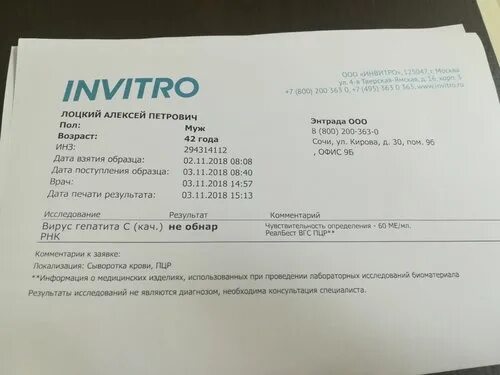 INVITRO
ООО «ИНВИТРО», 125047, г. Москва
ул. 4-я Тверская-Ямская, д. 16, корп. 3
+7 (800) 200 363 0, +7 (495) 363 0 363, www.invitro.ru
ЛОЦКИЙ АЛЕКСЕЙ ПЕТРОВИЧ
Пол: Муж
Возраст: 42 года
ИНЗ: 294314112
Дата взятия образца: 02.11.2018 08:08
Дата поступления образца: 03.11.2018 08:40
Врач: 03.11.2018 14:57
Дата печати результата: 03.11.2018 15:13
Энтрада ООО
8 (800) 200-363-0
Сочи, ул. Кирова, д. 30, пом. 9б
, ОФИС 9Б
Исследование Результат Комментарий
Вирус гепатита С (кач.) не обнар Чувствительность определения - 60 МЕ/мл.
РНК РеалБест ВГС ПЦР**
Комментарии к заявке:
Локализация: Сыворотка крови, ПЦР
**Информация о медицинских изделиях, использованных при проведении лабораторных исследований биоматериала
Результаты исследований не являются диагнозом, необходима консультация специалиста.